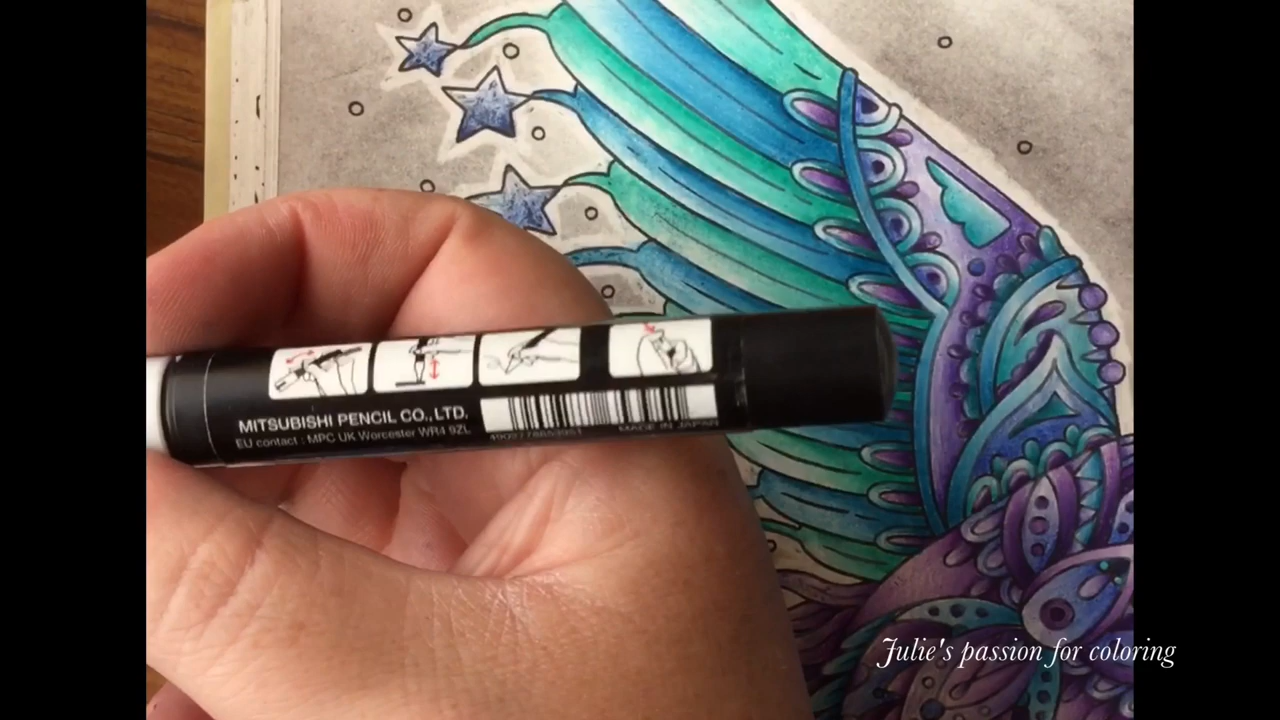 MITSUBISHI PENCIL CO., LTD.
EU contact : MPC UK Worcester WR4 9ZL
MADE IN JAPAN
Julie's passion for coloring